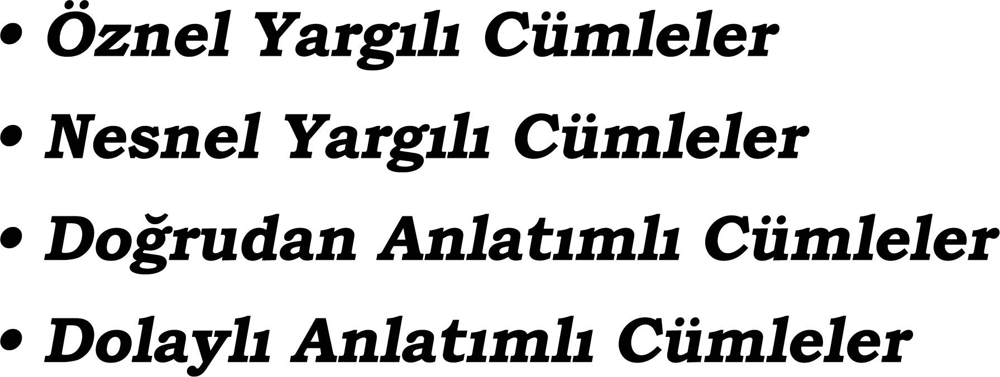 • Öznel Yargılı Cümleler
• Nesnel Yargılı Cümleler
• Doğrudan Anlatımlı Cümleler
• Dolaylı Anlatımlı Cümleler